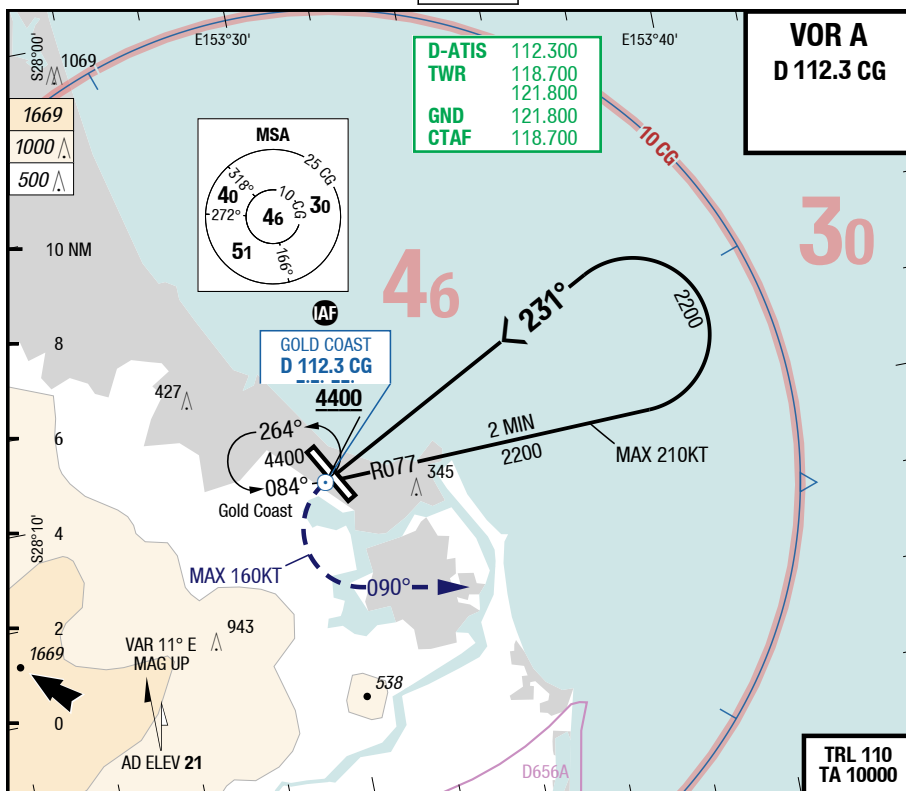 E153°30'
E153°40'
S28°00'
1069
1669
1000
500
D-ATIS 112.300
TWR 118.700
121.800
GND 121.800
CTAF 118.700
VOR A
D 112.3 CG
MSA
25 CG
10 CG
318°
272°
166°
40
30
46
51
10 CG
46
30
10 NM
8
6
4
2
0
IAF
GOLD COAST
D 112.3 CG
4400
231°
2200
427
264°
4400
084°
R077
2 MIN
2200
MAX 210KT
345
Gold Coast
S28°10'
MAX 160KT
090°
943
VAR 11° E
MAG UP
1669
538
AD ELEV 21
D656A
TRL 110
TA 10000